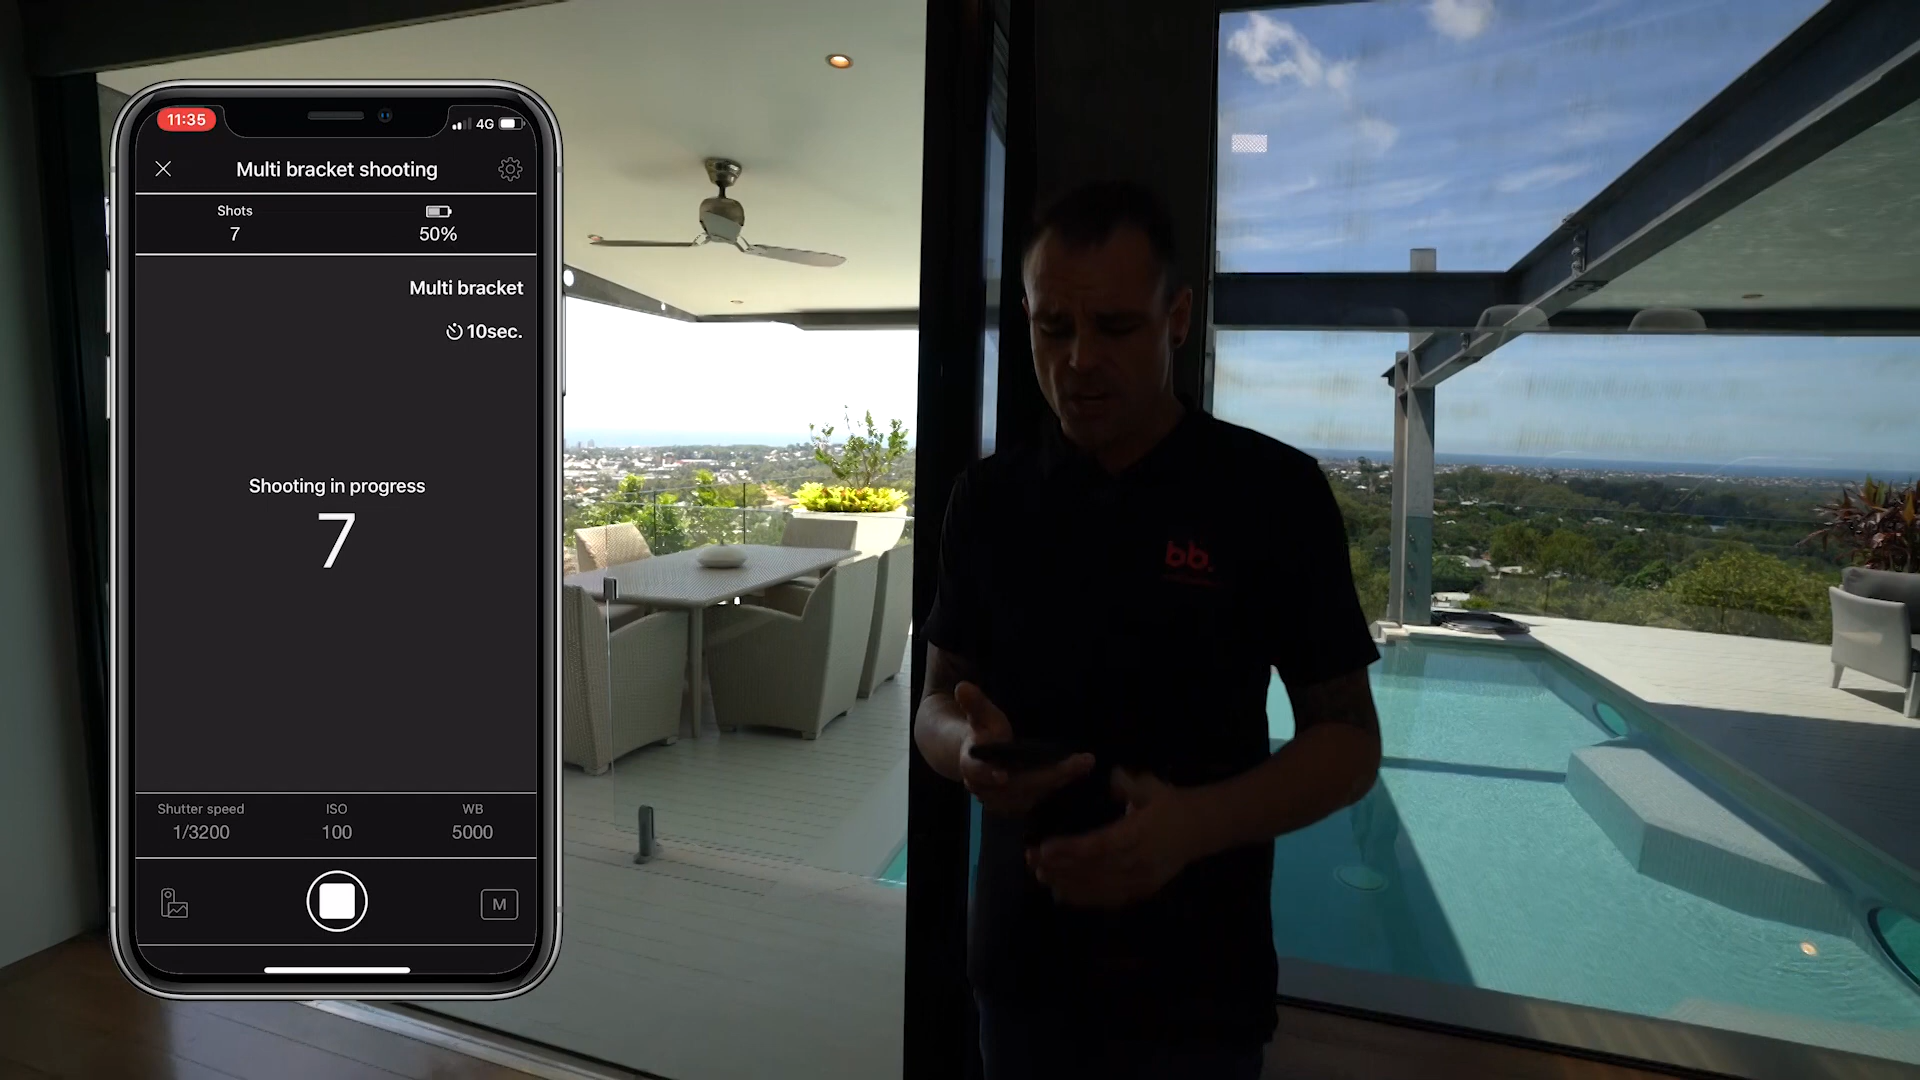 11:35
4G
Multi bracket shooting
Shots
7
50%
Multi bracket
10sec.
Shooting in progress
7
Shutter speed
1/3200
ISO
100
WB
5000
M
bb.